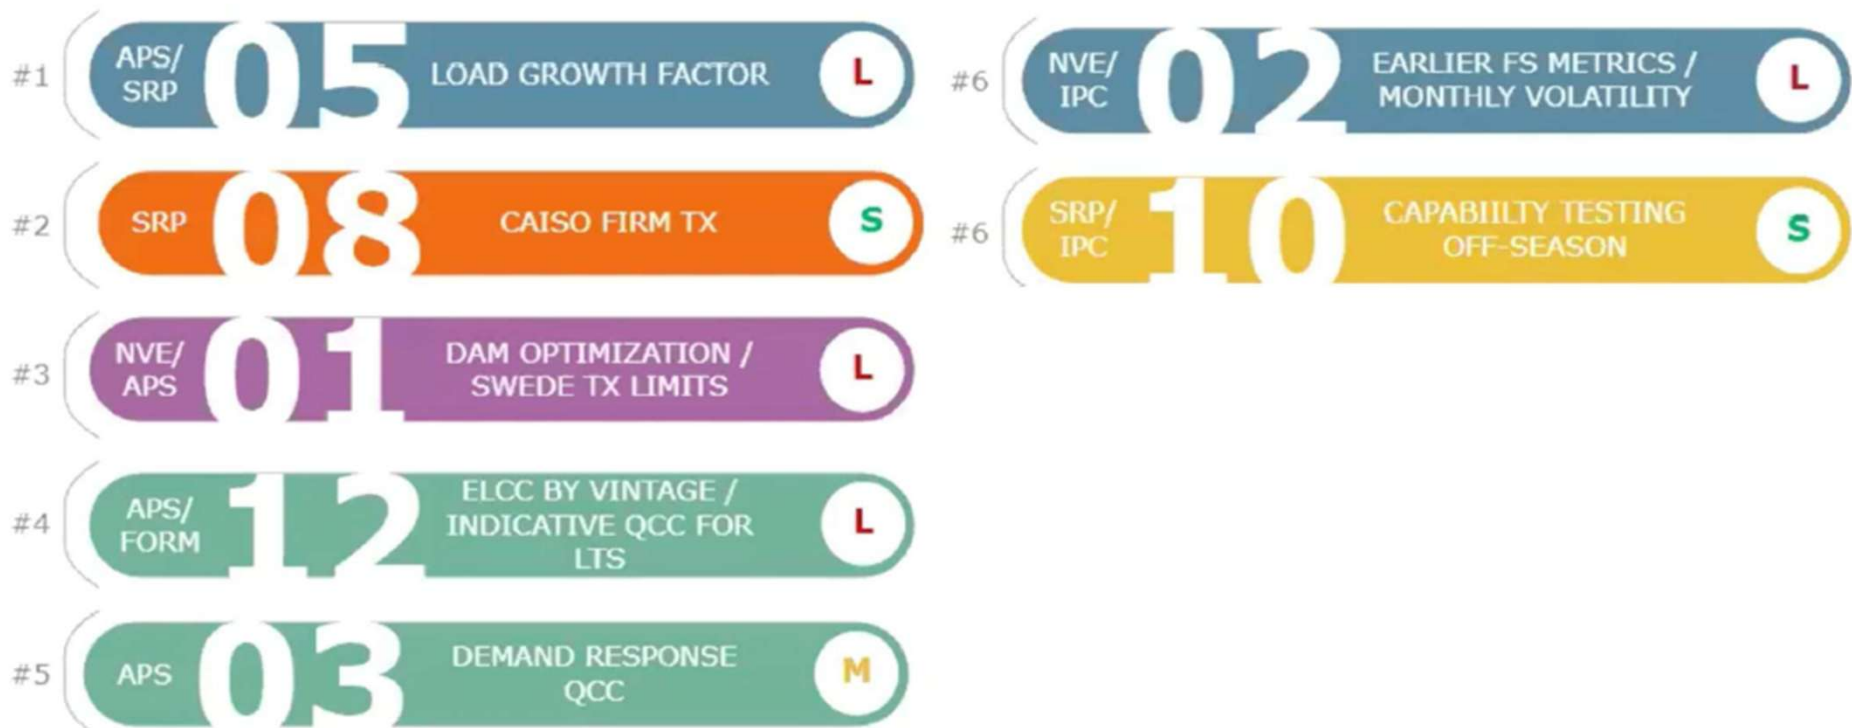 #1
APS/
SRP
05
LOAD GROWTH FACTOR
L
#2
SRP
08
CAISO FIRM TX
S
#3
NVE/
APS
01
DAM OPTIMIZATION /
SWEDE TX LIMITS
L
#4
APS/
FORM
12
ELCC BY VINTAGE /
INDICATIVE QCC FOR
LTS
L
#5
APS
03
DEMAND RESPONSE
QCC
M
#6
NVE/
IPC
02
EARLIER FS METRICS /
MONTHLY VOLATILITY
L
#6
SRP/
IPC
10
CAPABIILTY TESTING
OFF-SEASON
S